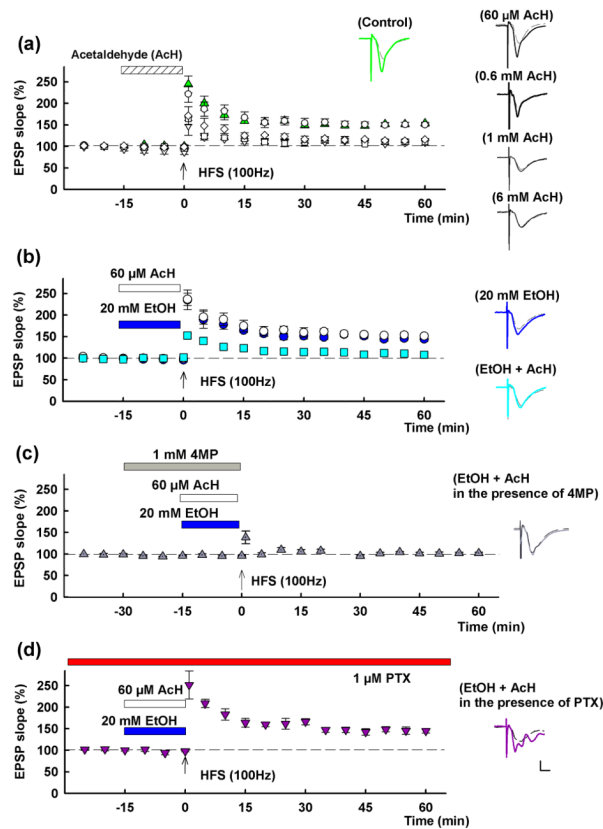 (a)
(Control)
(60 µM AcH)
Acetaldehyde (AcH)
EPSP slope (%)
250
200
150
100
50
0
HFS (100Hz)
-15 0 15 30 45 60
Time (min)
(0.6 mM AcH)
(1 mM AcH)
(6 mM AcH)
(b)
60 µM AcH
20 mM EtOH
EPSP slope (%)
250
200
150
100
50
0
HFS (100Hz)
-15 0 15 30 45 60
Time (min)
(20 mM EtOH)
(EtOH + AcH)
(c)
1 mM 4MP
60 µM AcH
20 mM EtOH
EPSP slope (%)
250
200
150
100
50
0
HFS (100Hz)
-30 -15 0 15 30 45 60
Time (min)
(EtOH + AcH
in the presence of 4MP)
(d)
1 µM PTX
60 µM AcH
20 mM EtOH
EPSP slope (%)
250
200
150
100
50
0
HFS (100Hz)
-15 0 15 30 45 60
Time (min)
(EtOH + AcH
in the presence of PTX)